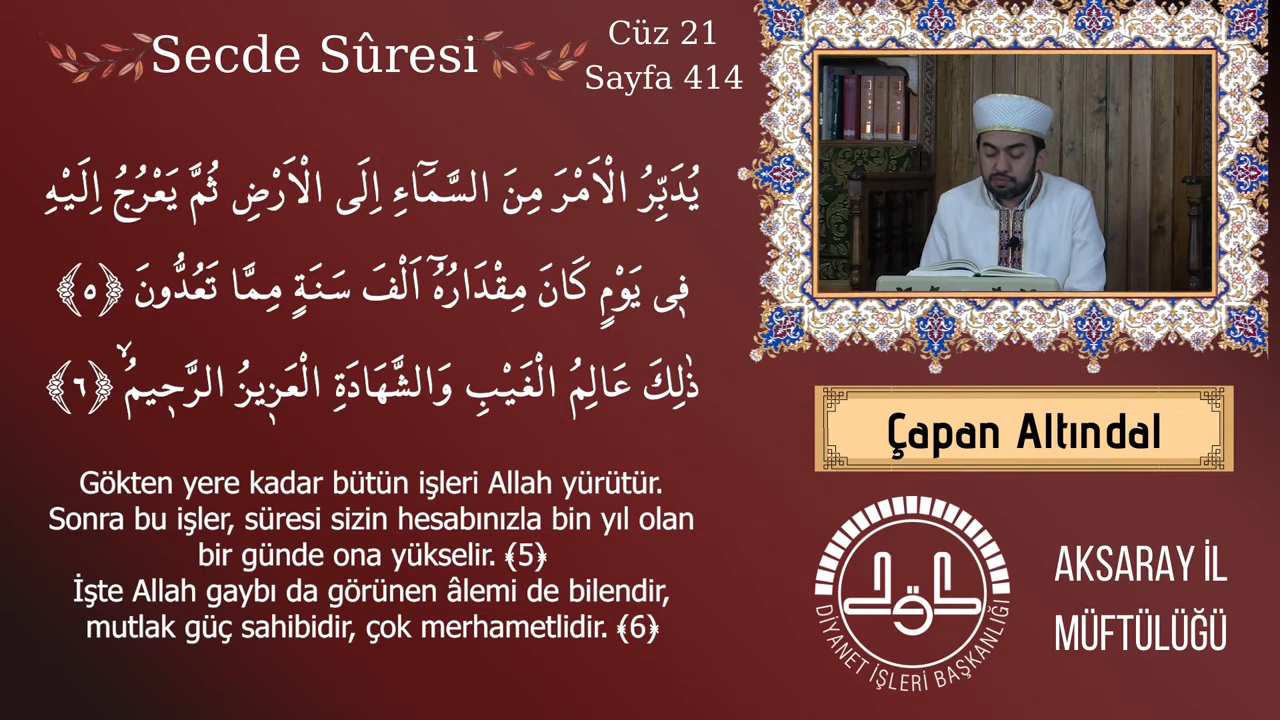 Secde Sûresi
Cüz 21
Sayfa 414
يُدَبِّرُ الْاَمْرَ مِنَ السَّمَٓاءِ اِلَى الْاَرْضِ ثُمَّ يَعْرُجُ اِلَيْهِ
ف۪ي يَوْمٍ كَانَ مِقْدَارُهُٓ اَلْفَ سَنَةٍ مِمَّا تَعُدُّونَ ﴿٥﴾
ذٰلِكَ عَالِمُ الْغَيْبِ وَالشَّهَادَةِ الْعَز۪يزُ الرَّح۪يمُۙ ﴿٦﴾
Gökten yere kadar bütün işleri Allah yürütür.
Sonra bu işler, süresi sizin hesabınızla bin yıl olan
bir günde ona yükselir. ﴾5﴿
İşte Allah gaybı da görünen âlemi de bilendir,
mutlak güç sahibidir, çok merhametlidir. ﴾6﴿
Çapan Altındal
DİYANET İŞLERİ BAŞKANLIĞI
AKSARAY İL
MÜFTÜLÜĞÜ